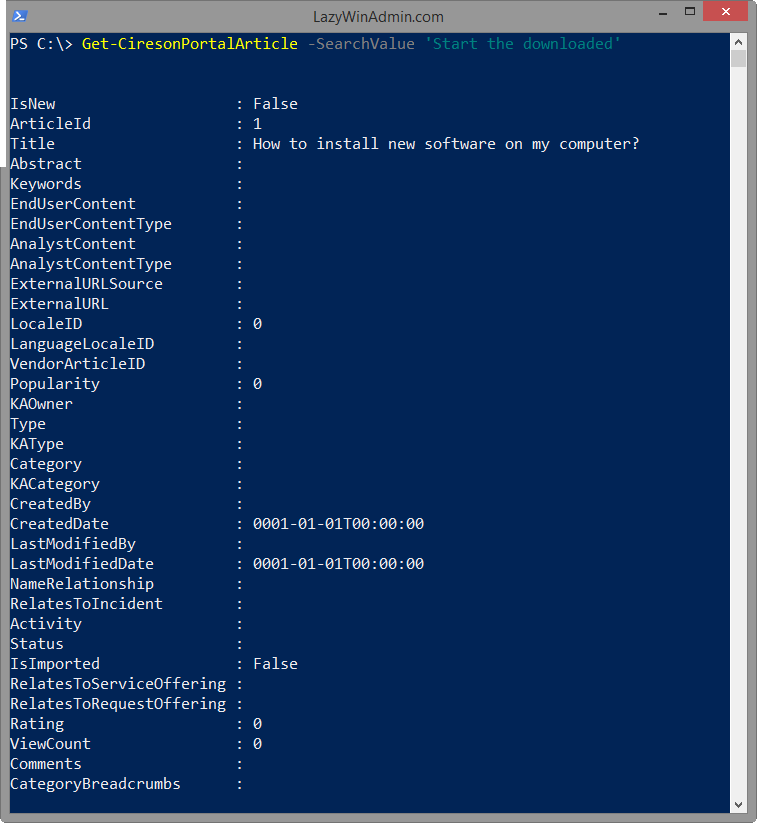 LazyWinAdmin.com
PS C:\> Get-CiresonPortalArticle -SearchValue 'Start the downloaded'
IsNew : False
ArticleId : 1
Title : How to install new software on my computer?
Abstract :
Keywords :
EndUserContent :
EndUserContentType :
AnalystContent :
AnalystContentType :
ExternalURLSource :
ExternalURL :
LocaleID : 0
LanguageLocaleID :
VendorArticleID :
Popularity : 0
KAOwner :
Type :
KAType :
Category :
KACategory :
CreatedBy :
CreatedDate : 0001-01-01T00:00:00
LastModifiedBy :
LastModifiedDate : 0001-01-01T00:00:00
NameRelationship :
RelatesToIncident :
Activity :
Status :
IsImported : False
RelatesToServiceOffering :
RelatesToRequestOffering :
Rating : 0
ViewCount : 0
Comments :
CategoryBreadcrumbs :